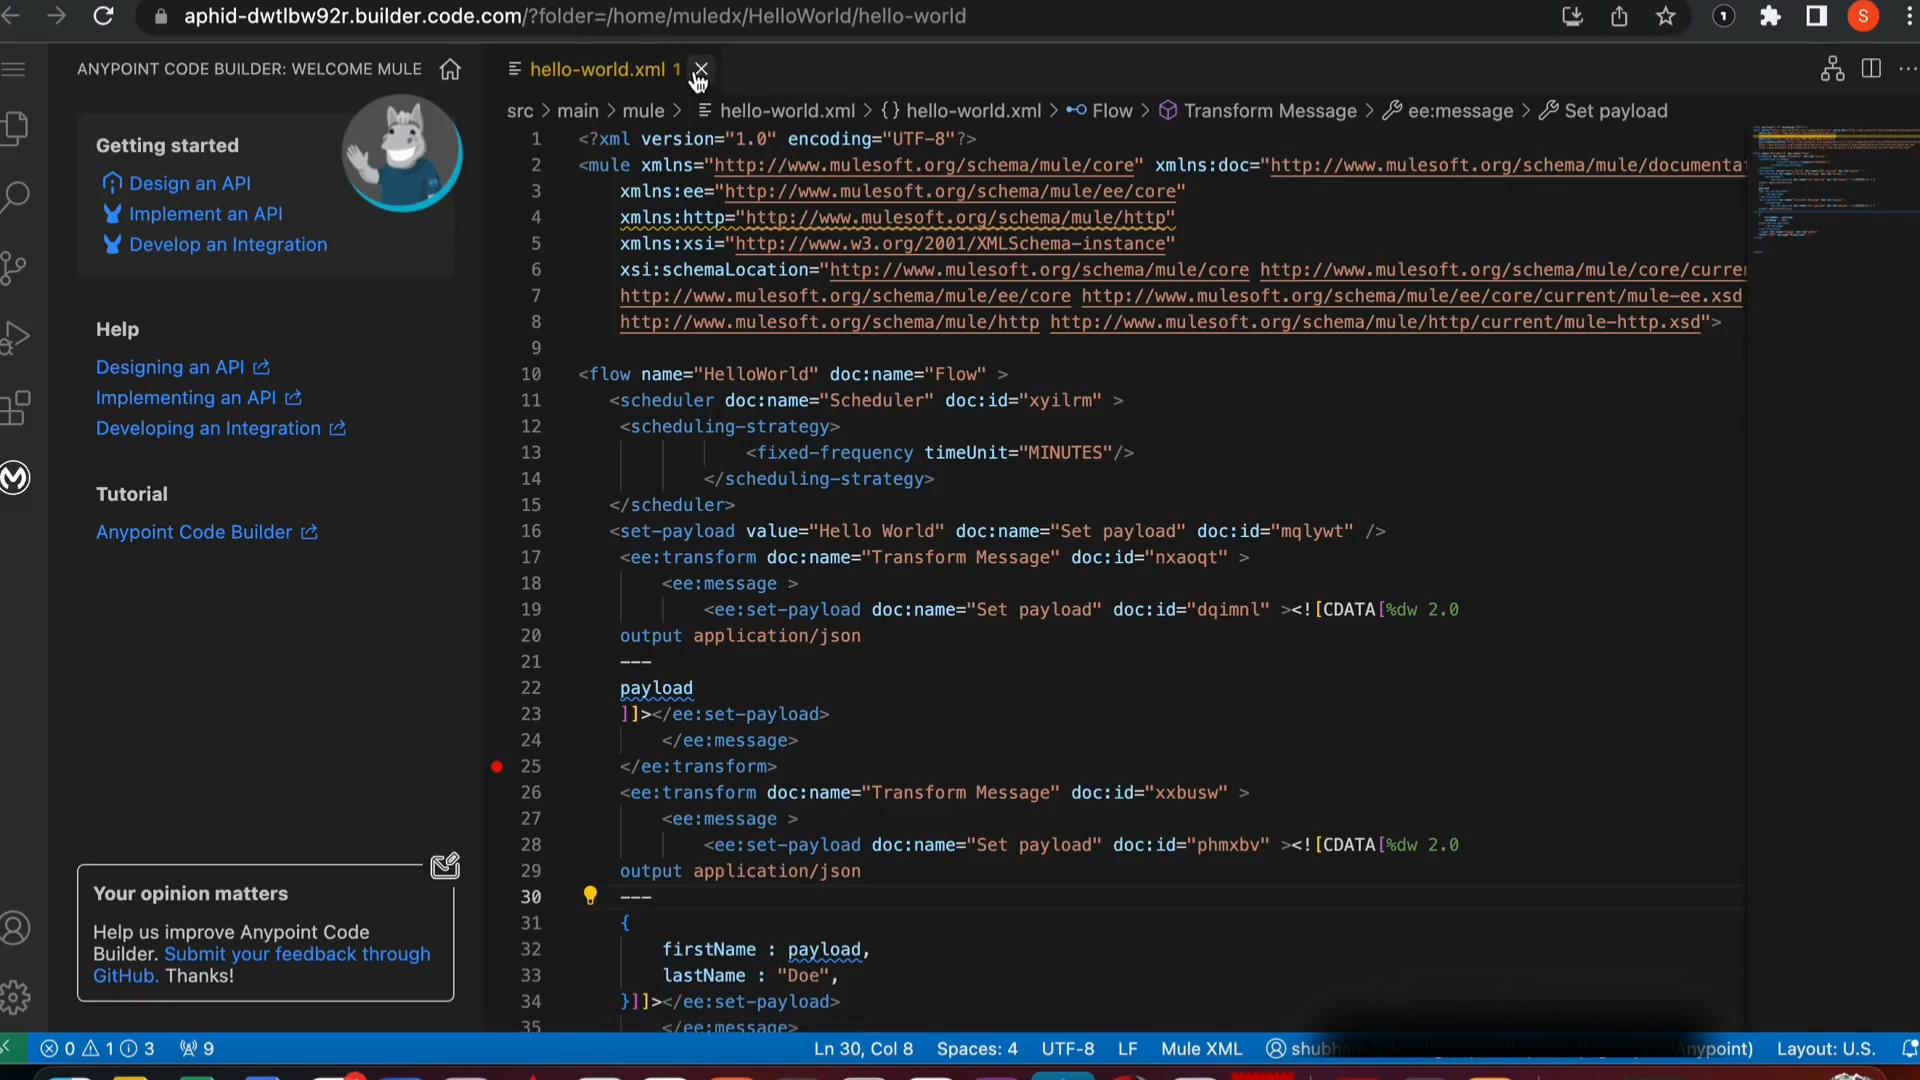 aphid-dwtlbw92r.builder.code.com/?folder=/home/muledx/HelloWorld/hello-world
S
ANYPOINT CODE BUILDER: WELCOME MULE
hello-world.xml 1
src > main > mule > hello-world.xml > {} hello-world.xml > Flow > Transform Message > ee:message > Set payload
Getting started
Design an API
Implement an API
Develop an Integration
Help
Designing an API
Implementing an API
Developing an Integration
Tutorial
Anypoint Code Builder
Your opinion matters
Help us improve Anypoint Code
Builder. Submit your feedback through
GitHub. Thanks!
1 <?xml version="1.0" encoding="UTF-8"?>
2 <mule xmlns="http://www.mulesoft.org/schema/mule/core" xmlns:doc="http://www.mulesoft.org/schema/mule/documentat
3 xmlns:ee="http://www.mulesoft.org/schema/mule/ee/core"
4 xmlns:http="http://www.mulesoft.org/schema/mule/http"
5 xmlns:xsi="http://www.w3.org/2001/XMLSchema-instance"
6 xsi:schemaLocation="http://www.mulesoft.org/schema/mule/core http://www.mulesoft.org/schema/mule/core/curren
7 http://www.mulesoft.org/schema/mule/ee/core http://www.mulesoft.org/schema/mule/ee/core/current/mule-ee.xsd
8 http://www.mulesoft.org/schema/mule/http http://www.mulesoft.org/schema/mule/http/current/mule-http.xsd">
9
10 <flow name="HelloWorld" doc:name="Flow" >
11 <scheduler doc:name="Scheduler" doc:id="xyilrm" >
12 <scheduling-strategy>
13 <fixed-frequency timeUnit="MINUTES"/>
14 </scheduling-strategy>
15 </scheduler>
16 <set-payload value="Hello World" doc:name="Set payload" doc:id="mqlywt" />
17 <ee:transform doc:name="Transform Message" doc:id="nxaoqt" >
18 <ee:message >
19 <ee:set-payload doc:name="Set payload" doc:id="dqimnl" ><![CDATA[%dw 2.0
20 output application/json
21 ---
22 payload
23 ]]></ee:set-payload>
24 </ee:message>
25 </ee:transform>
26 <ee:transform doc:name="Transform Message" doc:id="xxbusw" >
27 <ee:message >
28 <ee:set-payload doc:name="Set payload" doc:id="phmxbv" ><![CDATA[%dw 2.0
29 output application/json
30 ---
31 {
32 firstName : payload,
33 lastName : "Doe",
34 }]]></ee:set-payload>
35 </ee:message>
0 1 3 9 Ln 30, Col 8 Spaces: 4 UTF-8 LF Mule XML Anypoint) Layout: U.S.